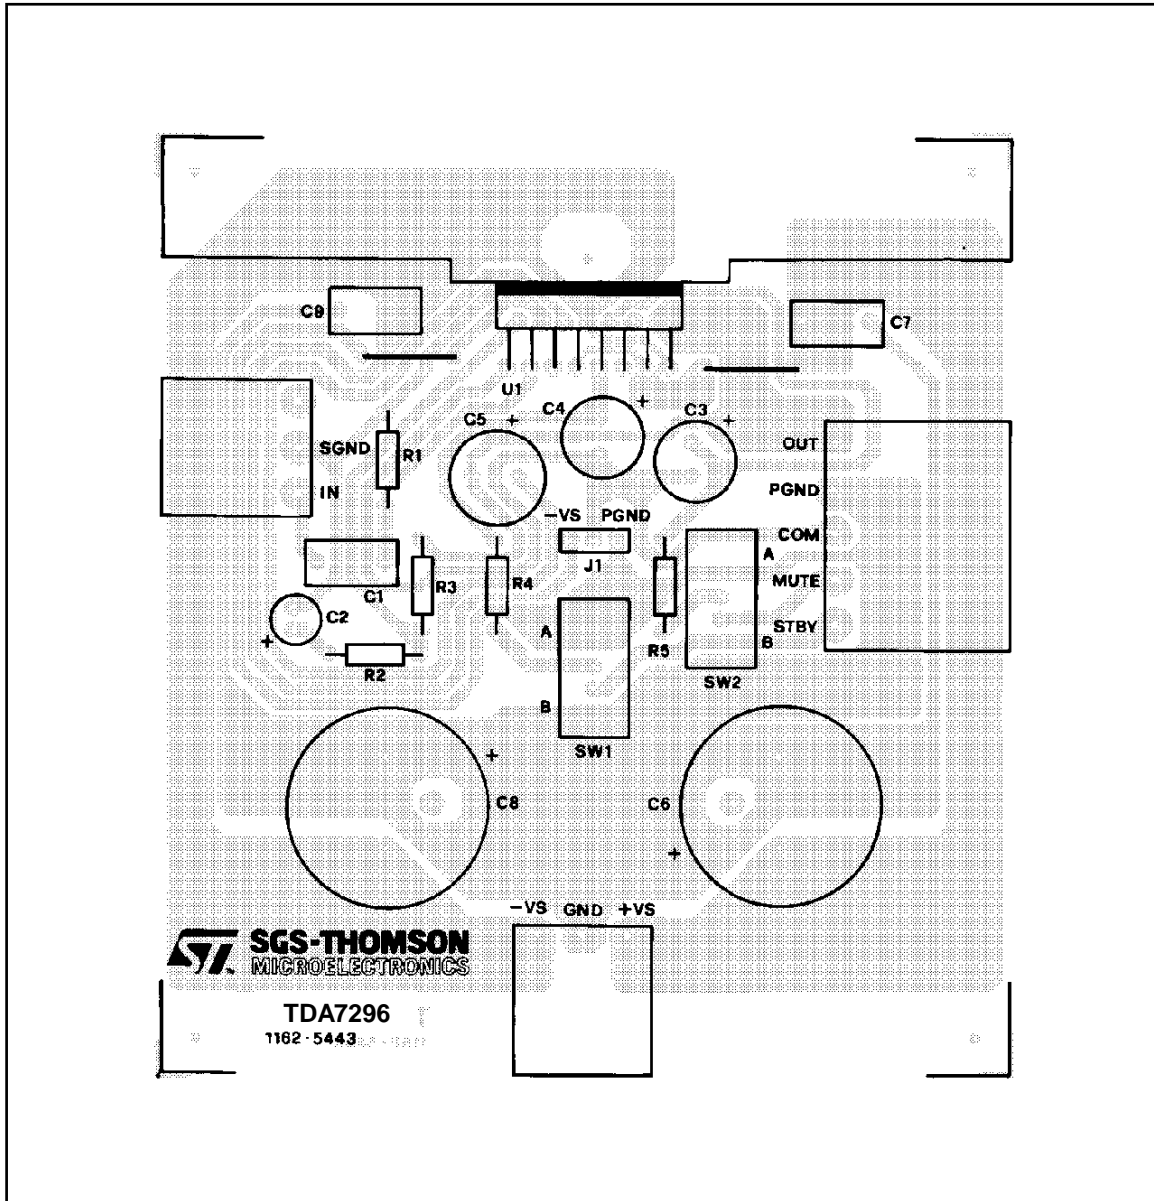 C9
C7
U1
C5
+
C4
+
C3
+
OUT
SGND
R1
PGND
IN
-VS PGND
COM
A
J1
MUTE
C1
R3
R4
C2
+
A
STBY
B
R5
R2
SW2
B
SW1
+
C8
C6
+
-VS GND +VS
ST
SGS-THOMSON
MICROELECTRONICS
TDA7296
1162-5443